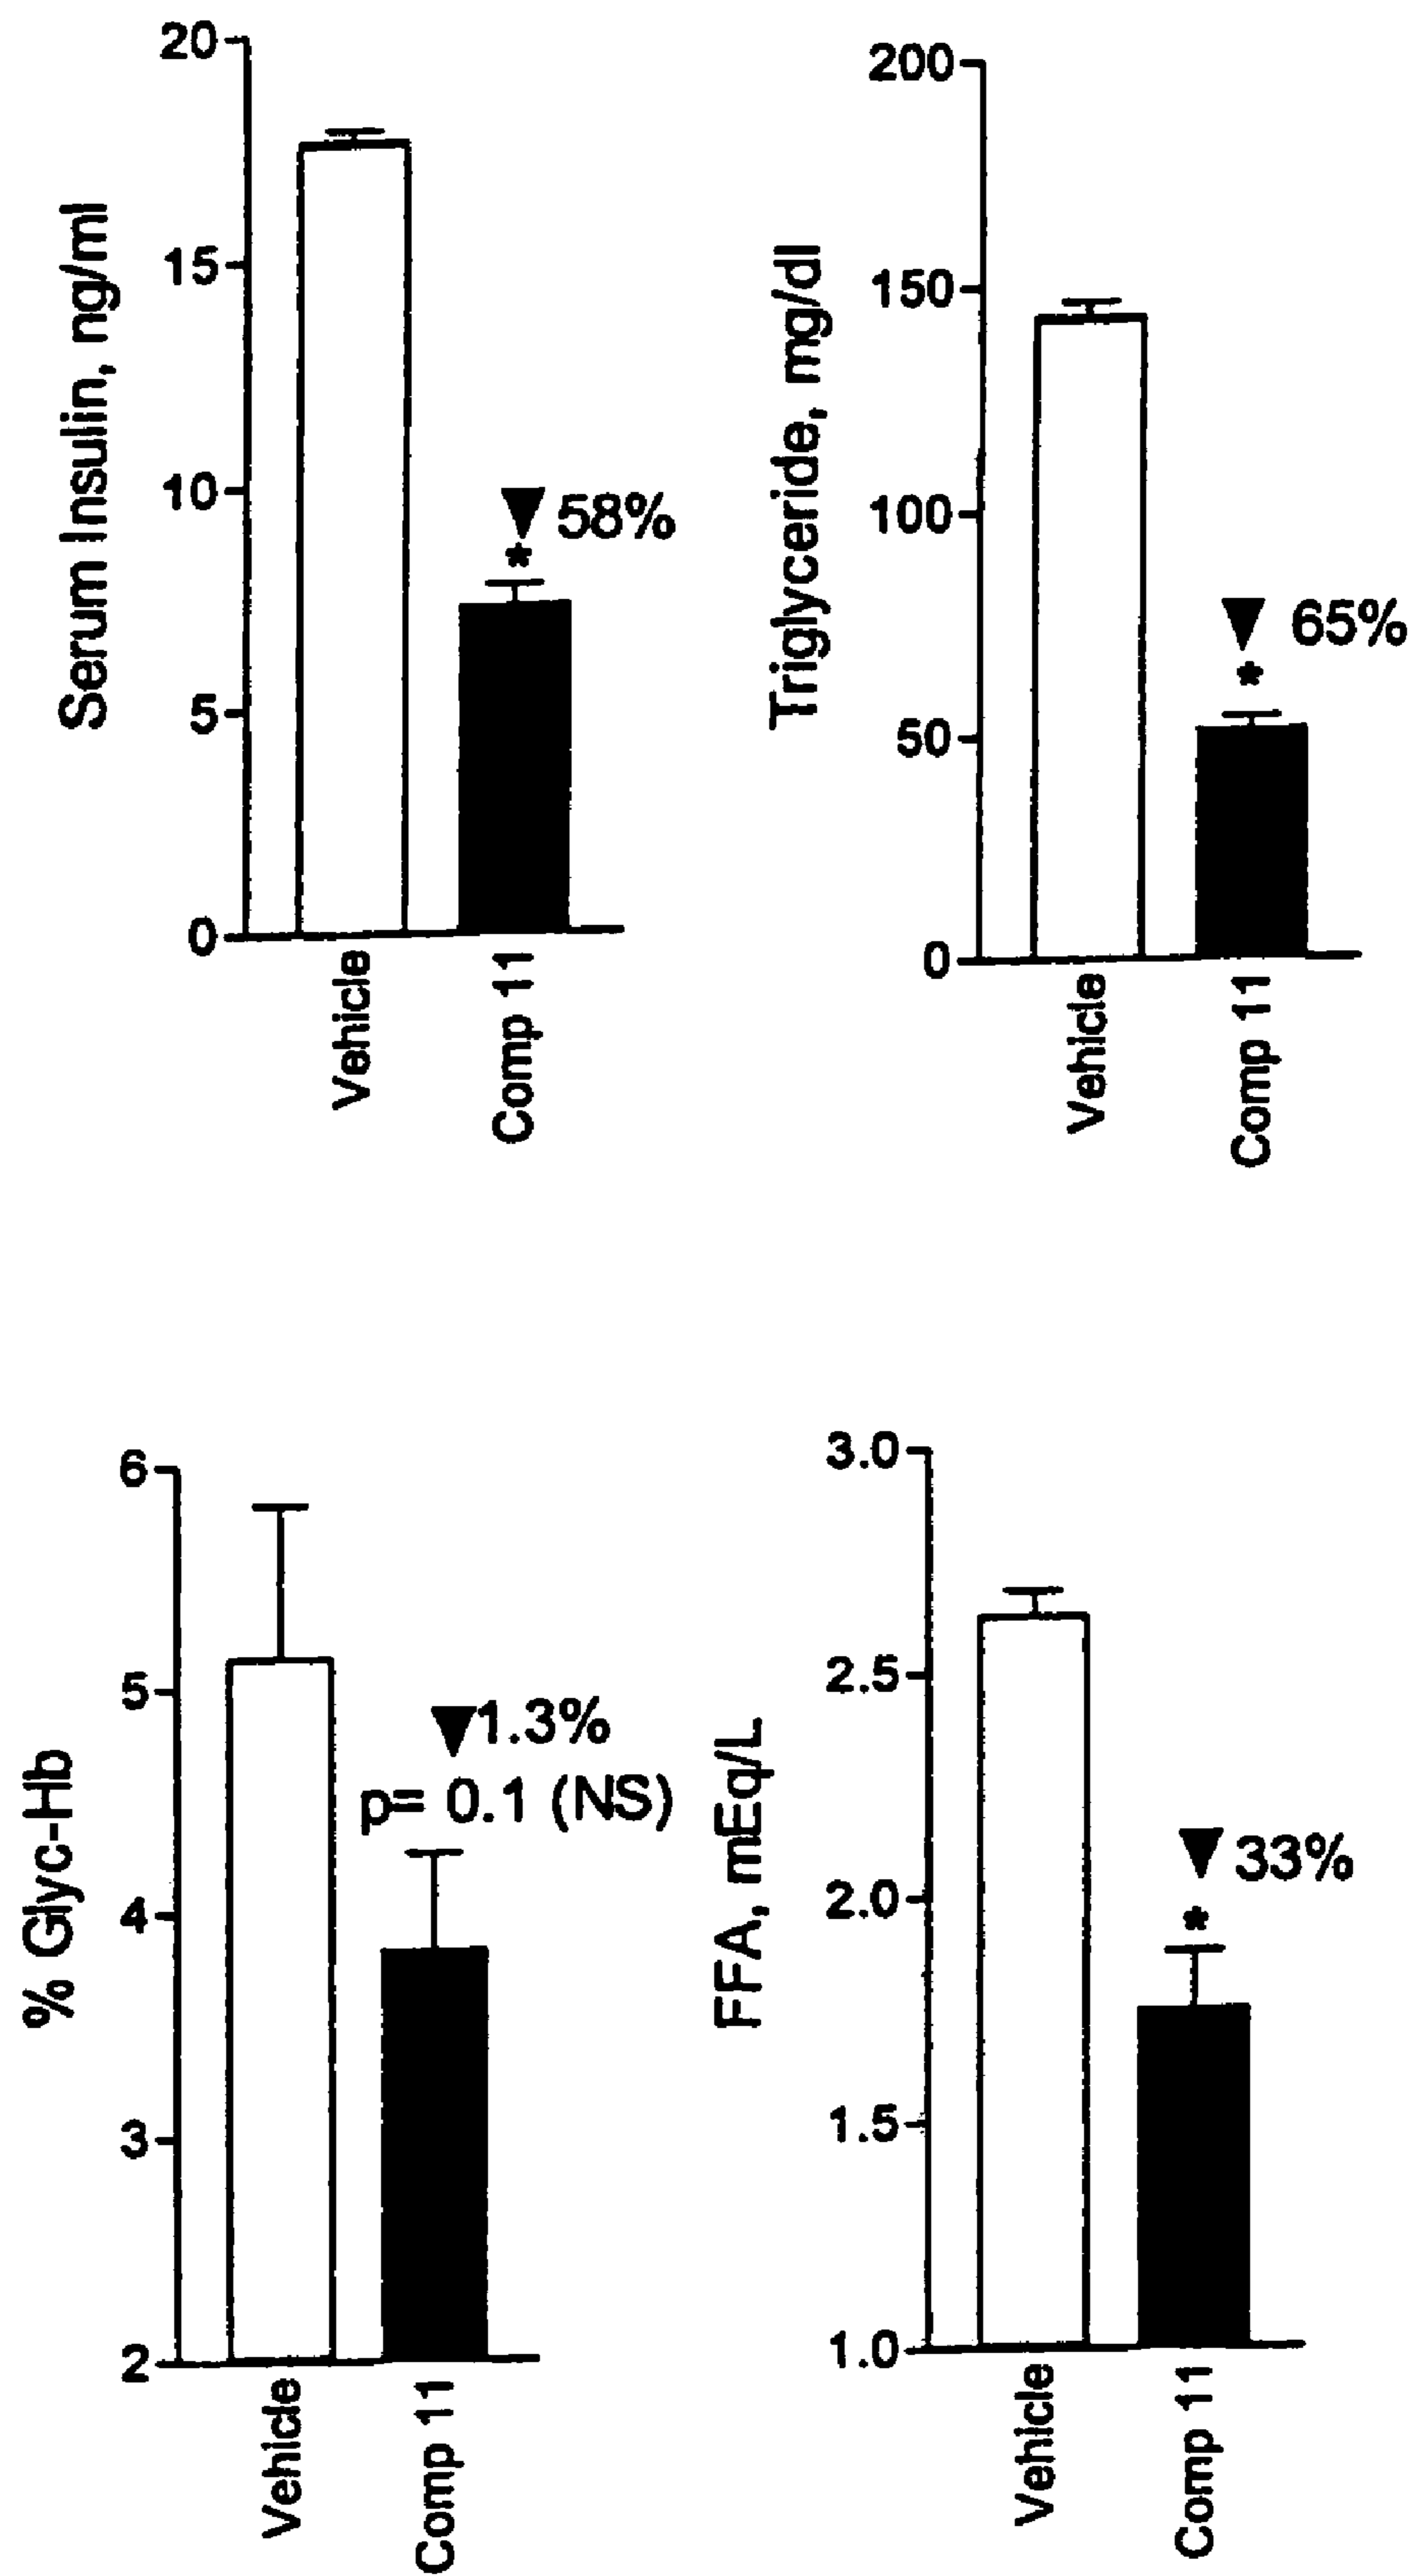 Serum Insulin, ng/ml
20
15
10
5
0
▼ 58%
*
Vehicle
Comp 11
Triglyceride, mg/dl
200
150
100
50
0
▼ 65%
*
Vehicle
Comp 11
% Glyc-Hb
6
5
4
3
2
▼1.3%
p= 0.1 (NS)
Vehicle
Comp 11
FFA, mEq/L
3.0
2.5
2.0
1.5
1.0
▼ 33%
*
Vehicle
Comp 11